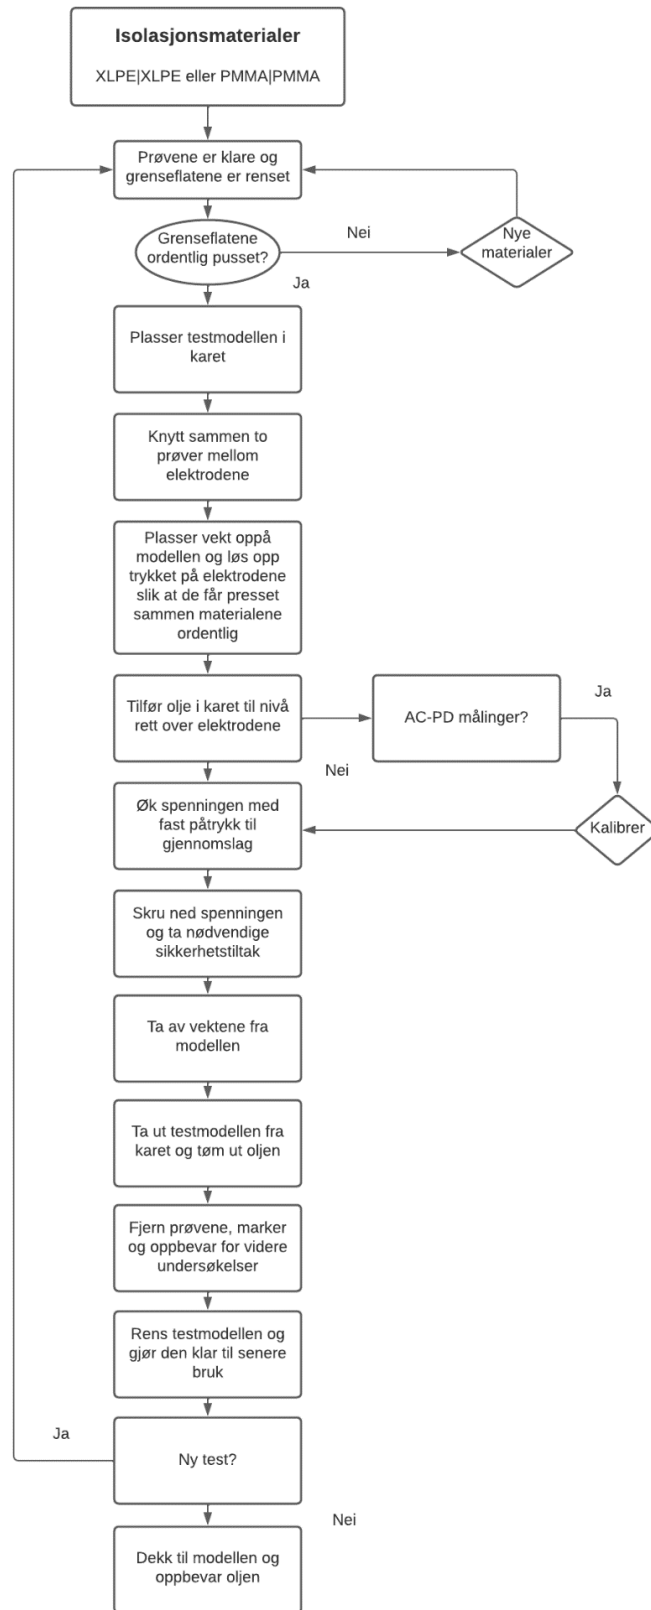 Isolasjonsmaterialer
XLPE|XLPE eller PMMA|PMMA
Prøvene er klare og
grenseflatene er renset
Grenseflatene
ordentlig pusset?
Nei
Nye
materialer
Ja
Plasser testmodellen i
karet
Knytt sammen to
prøver mellom
elektrodene
Plasser vekt oppå
modellen og løs opp
trykket på elektrodene
slik at de får presset
sammen materialene
ordentlig
Tilfør olje i karet til nivå
rett over elektrodene
AC-PD målinger?
Ja
Nei
Kalibrer
Øk spenningen med
fast påtrykk til
gjennomslag
Skru ned spenningen
og ta nødvendige
sikkerhetstiltak
Ta av vektene fra
modellen
Ta ut testmodellen fra
karet og tøm ut oljen
Fjern prøvene, marker
og oppbevar for videre
undersøkelser
Rens testmodellen og
gjør den klar til senere
bruk
Ja
Ny test?
Nei
Dekk til modellen og
oppbevar oljen